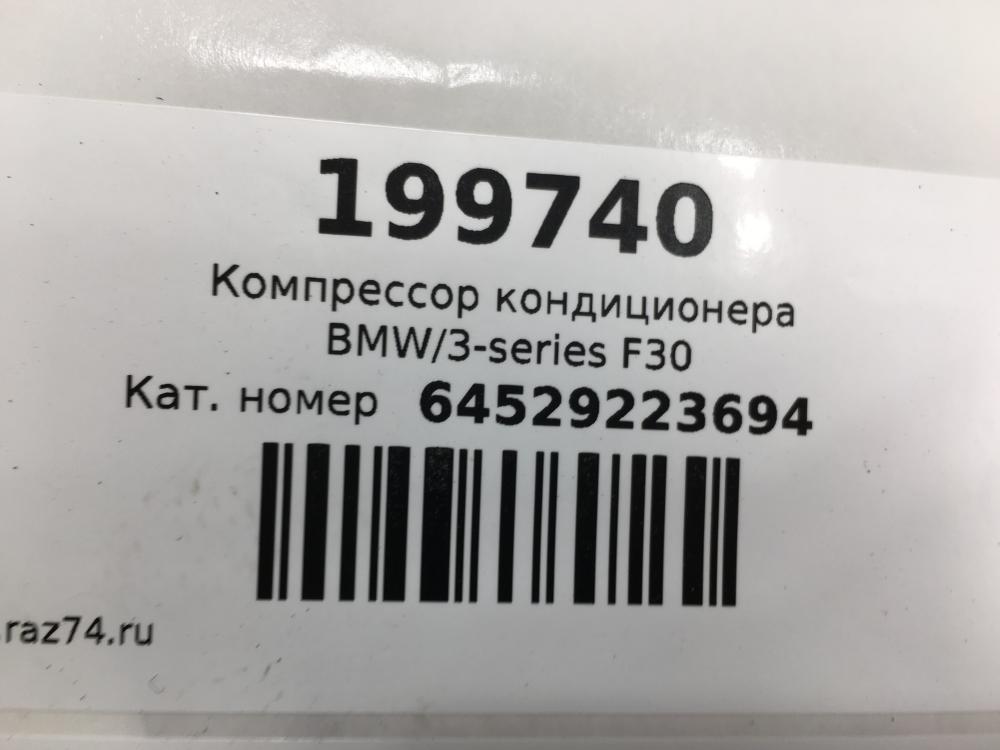 199740
Компрессор кондиционера
BMW/3-series F30
Кат. номер 64529223694
.raz74.ru